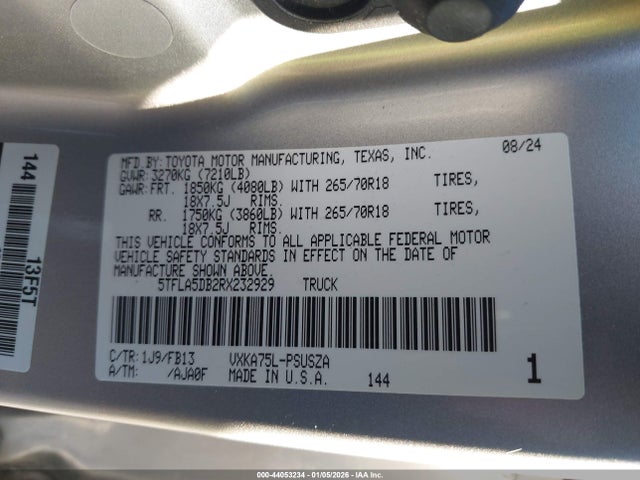 MFD.BY:TOYOTA MOTOR MANUFACTURING, TEXAS, INC. 08/24
GVWR:3270KG (7210LB)
GAWR:FRT. 1850KG (4080LB) WITH 265/70R18 TIRES,
18X7.5J RIMS.
RR. 1750KG (3860LB) WITH 265/70R18 TIRES,
18X7.5J RIMS.
THIS VEHICLE CONFORMS TO ALL APPLICABLE FEDERAL MOTOR
VEHICLE SAFETY STANDARDS IN EFFECT ON THE DATE OF
MANUFACTURE SHOWN ABOVE.
5TFLA5DB2RX232929 TRUCK
C/TR:1J9/FB13 VXKA75L-PSUSZA
A/TM: /AJA0F MADE IN U.S.A. 144 1
144
13F5T
000-44053234 - 01/05/2026 - IAA Inc.